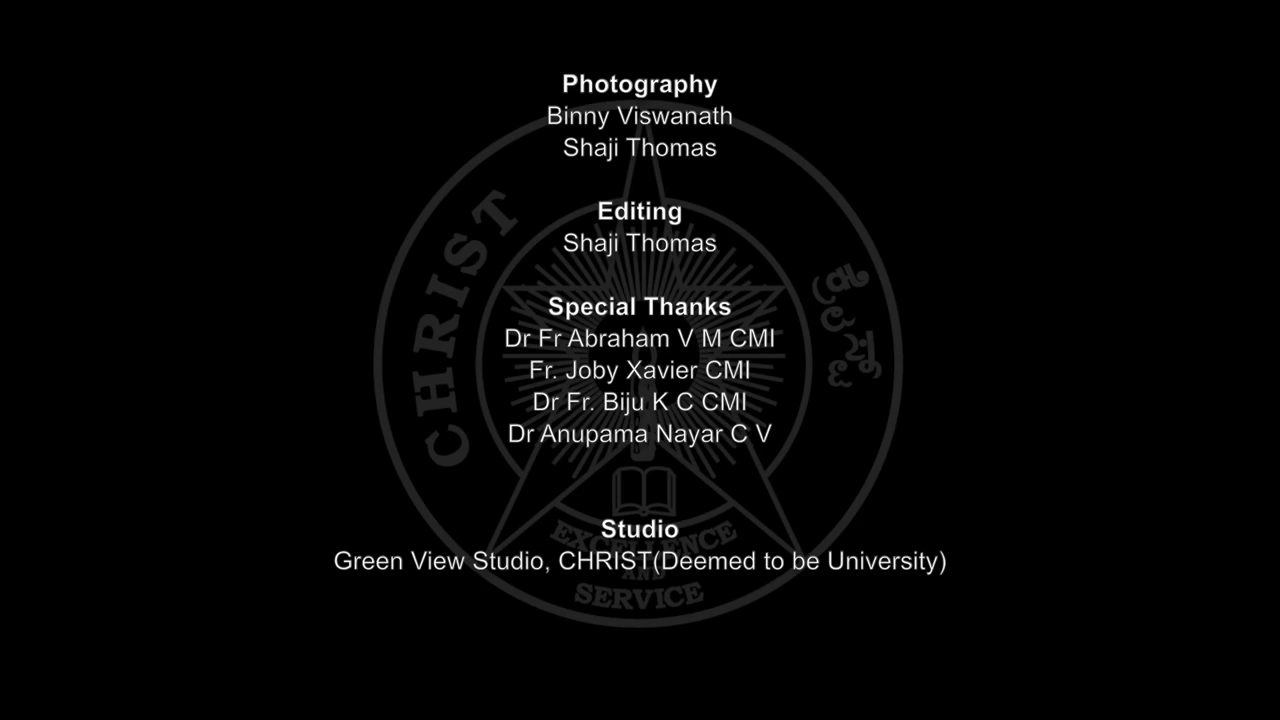 Photography
Binny Viswanath
Shaji Thomas
Editing
Shaji Thomas
Special Thanks
Dr Fr Abraham V M CMI
Fr. Joby Xavier CMI
Dr Fr. Biju K C CMI
Dr Anupama Nayar C V
Studio
Green View Studio, CHRIST(Deemed to be University)
CHRIST
ಕ್ರೈಸ್ಟ್
EXCELLENCE
AND
SERVICE